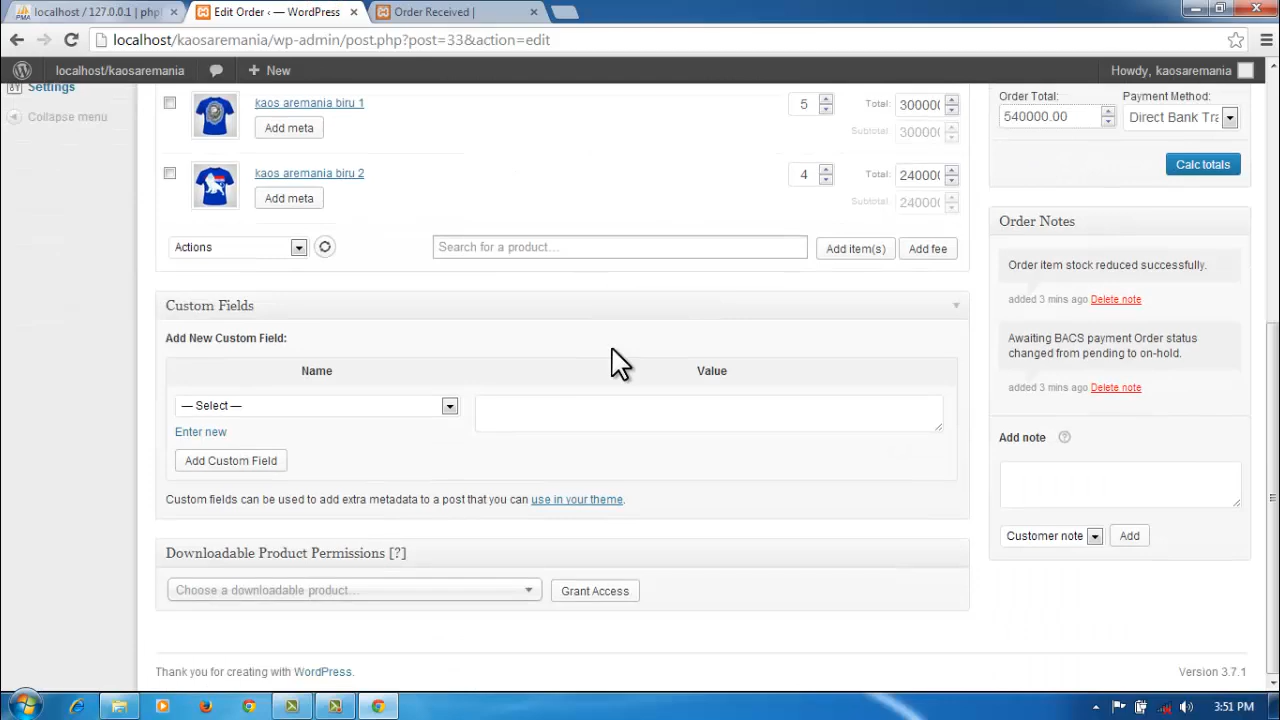 localhost / 127.0.0.1 | php
Edit Order ‹ — WordPress
Order Received |
localhost/kaosaremania/wp-admin/post.php?post=33&action=edit
localhost/kaosaremania
New
Howdy, kaosaremania
Settings
Collapse menu
kaos aremania biru 1
Add meta
5
Total: 300000
Subtotal: 300000
kaos aremania biru 2
Add meta
4
Total: 240000
Subtotal: 240000
Actions
Search for a product…
Add item(s)
Add fee
Custom Fields
Add New Custom Field:
Name
Value
— Select —
Enter new
Add Custom Field
Custom fields can be used to add extra metadata to a post that you can use in your theme.
Downloadable Product Permissions [?]
Choose a downloadable product…
Grant Access
Order Total:
Payment Method:
540000.00
Direct Bank Tra
Calc totals
Order Notes
Order item stock reduced successfully.
added 3 mins ago Delete note
Awaiting BACS payment Order status
changed from pending to on-hold.
added 3 mins ago Delete note
Add note ?
Customer note
Add
Thank you for creating with WordPress.
Version 3.7.1
3:51 PM